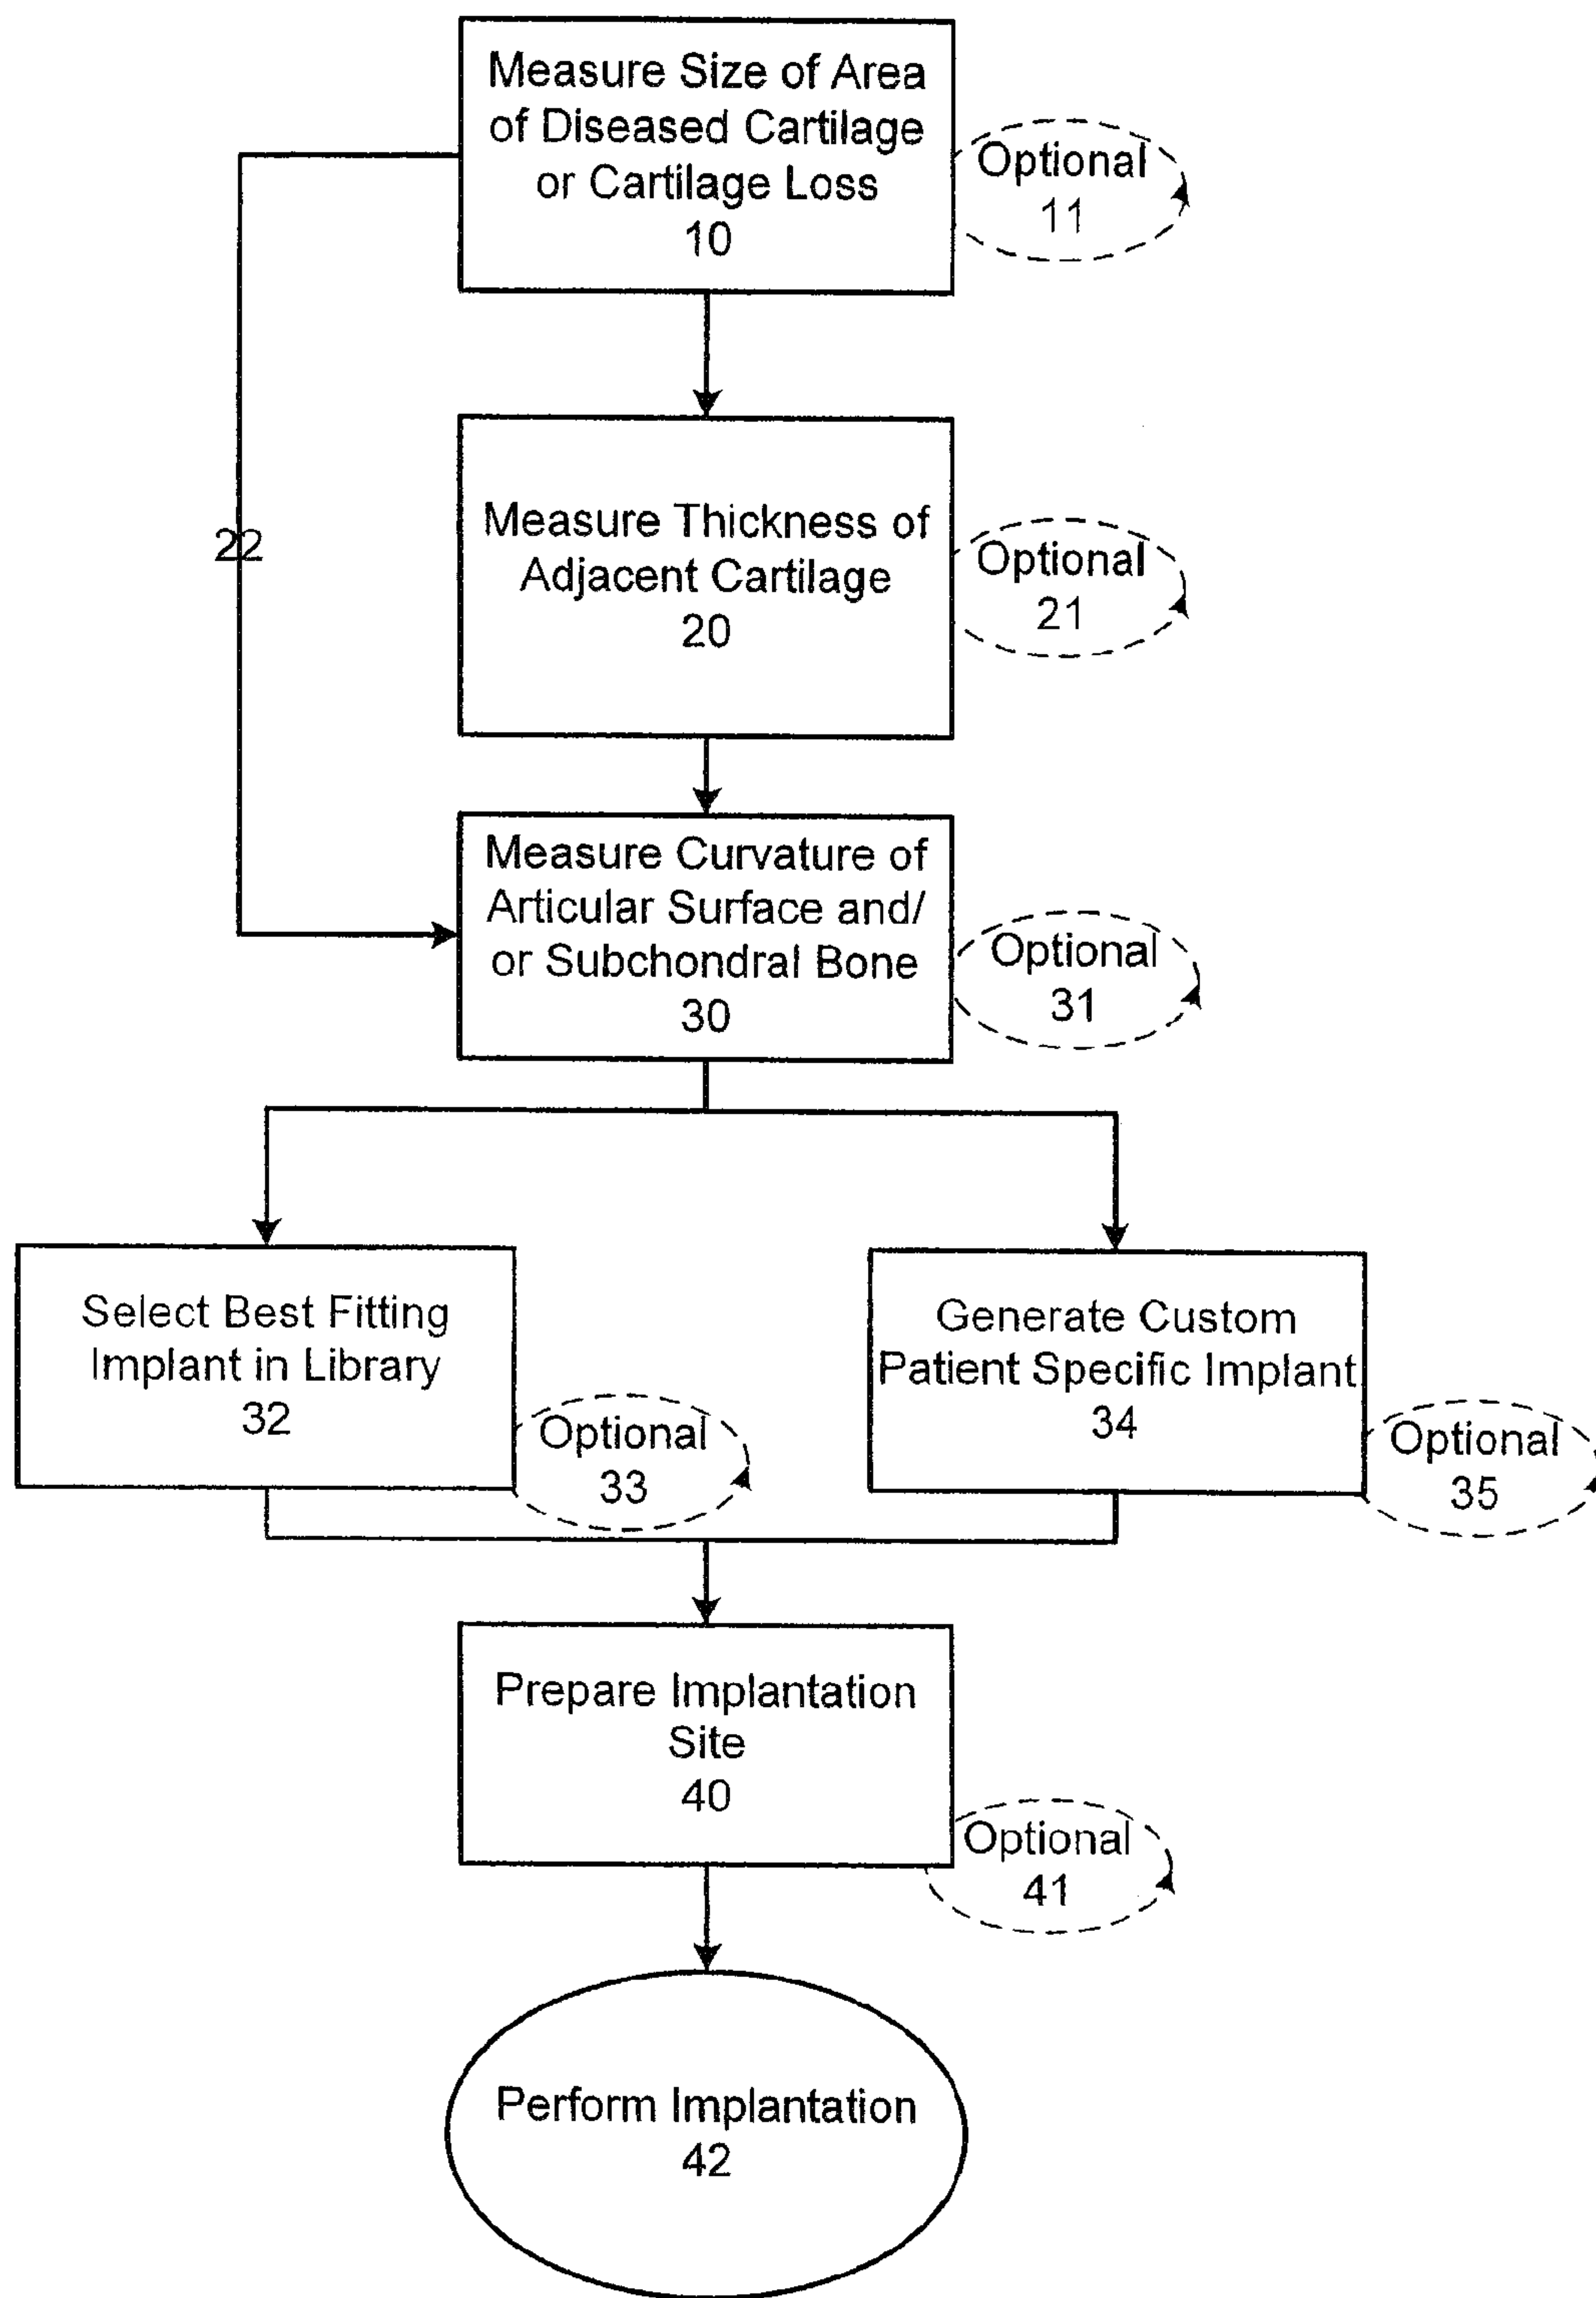 Measure Size of Area
of Diseased Cartilage
or Cartilage Loss
10
Optional
11
22
Measure Thickness of
Adjacent Cartilage
20
Optional
21
Measure Curvature of
Articular Surface and/
or Subchondral Bone
30
Optional
31
Select Best Fitting
Implant in Library
32
Optional
33
Generate Custom
Patient Specific Implant
34
Optional
35
Prepare Implantation
Site
40
Optional
41
Perform Implantation
42